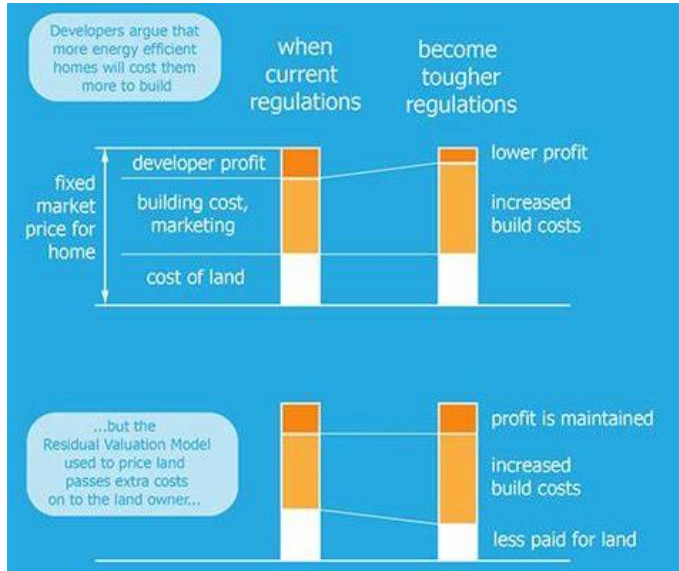 Developers argue that
more energy efficient
homes will cost them
more to build
when
current
regulations
become
tougher
regulations
fixed
market
price for
home
developer profit
building cost,
marketing
cost of land
lower profit
increased
build costs
...but the
Residual Valuation Model
used to price land
passes extra costs
on to the land owner...
profit is maintained
increased
build costs
less paid for land